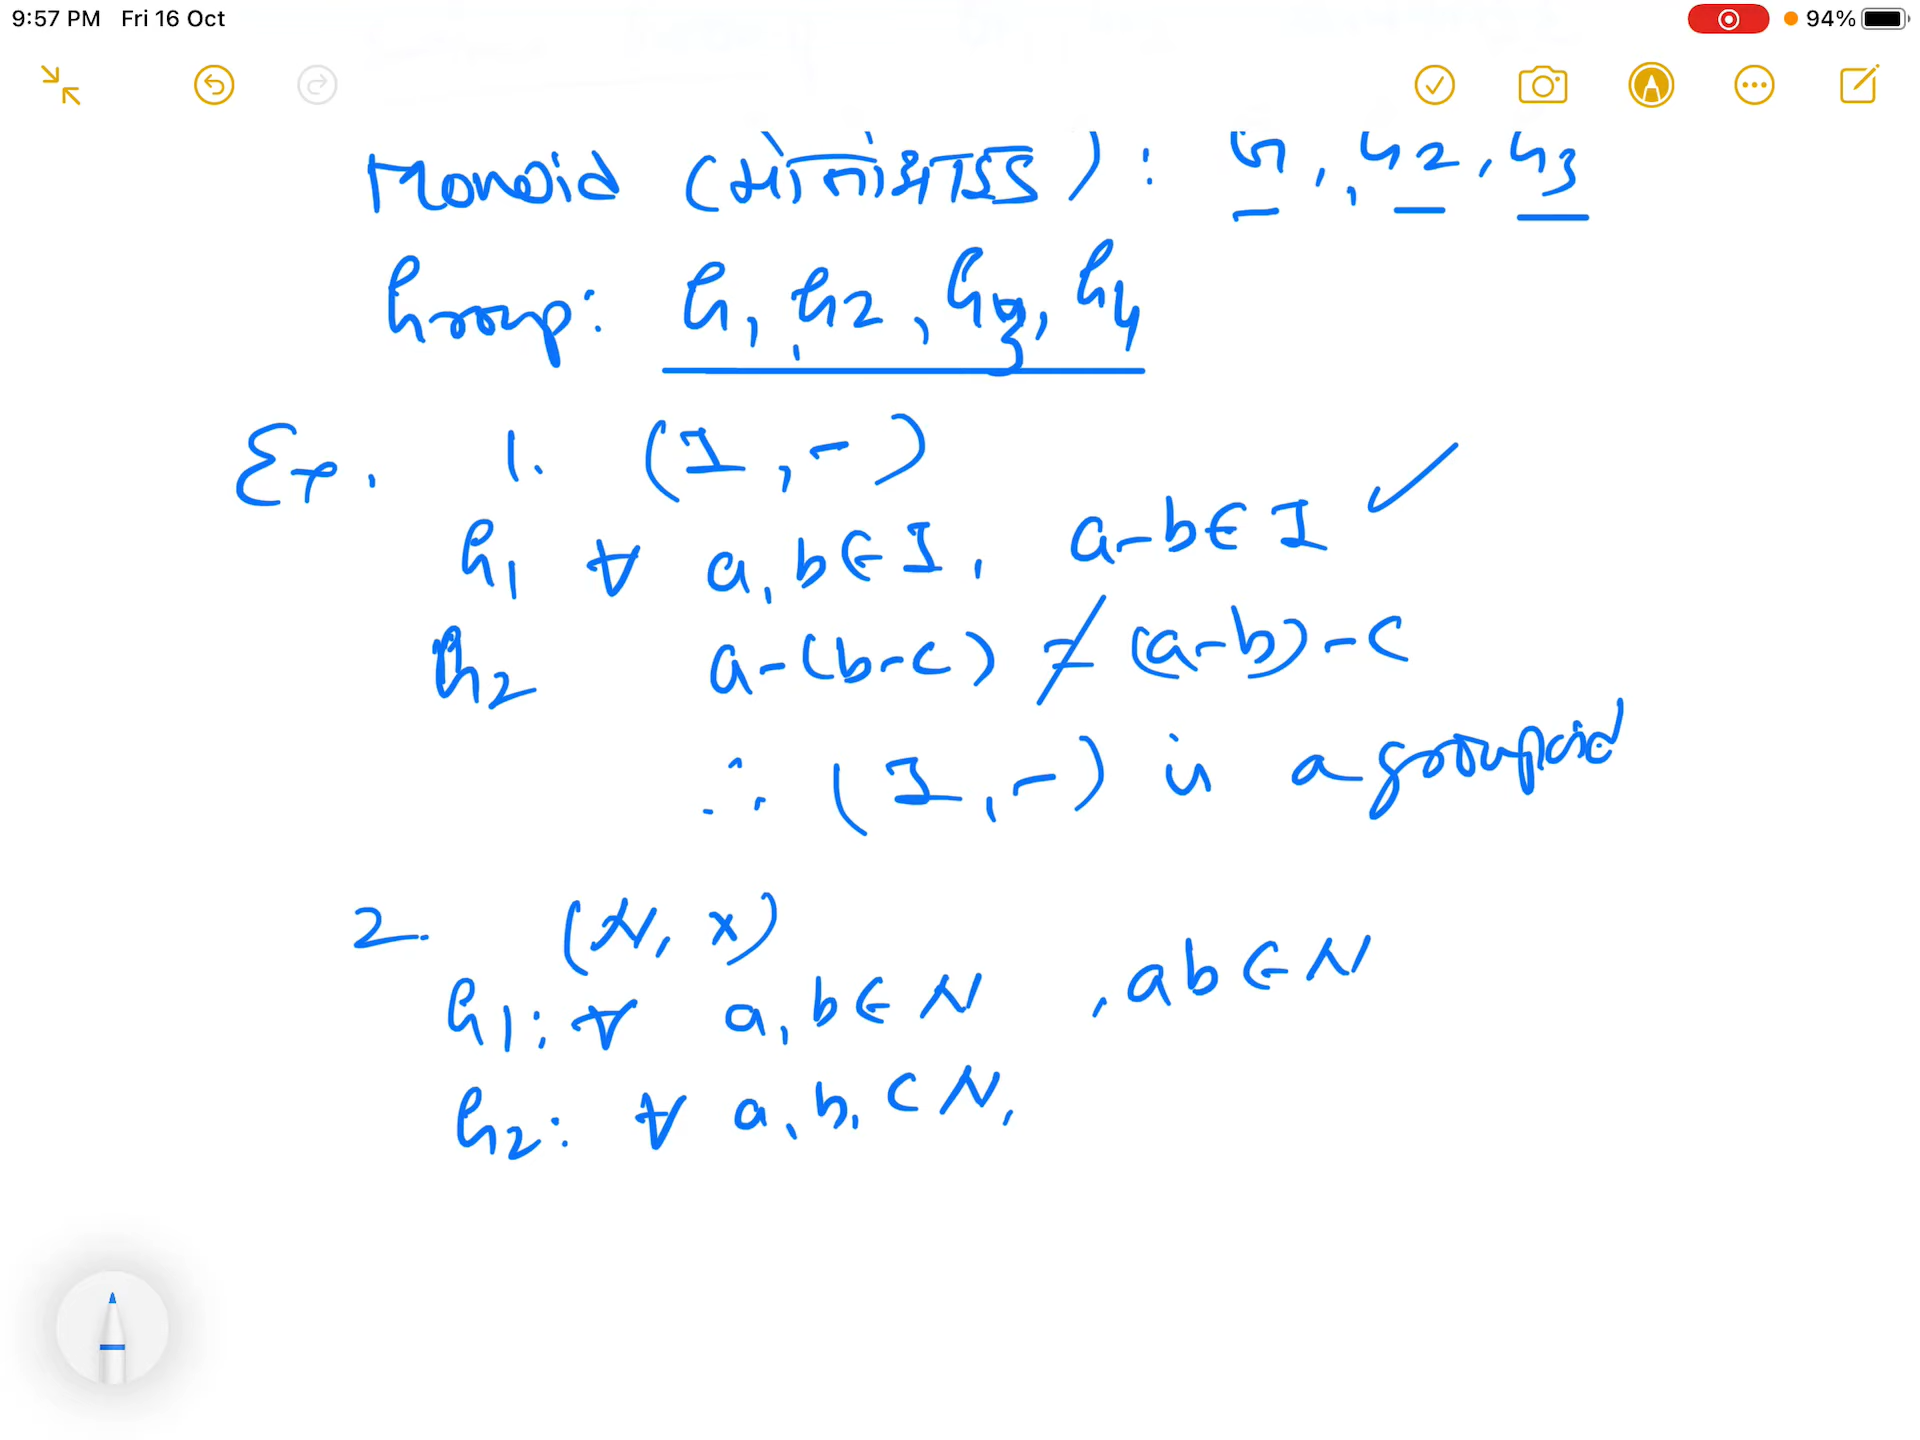 9:57 PM Fri 16 Oct 94%
Monoid (मोनोइड) : G1, G2, G3
Group: G1, G2, G3, G4
Ex. 1. (I, -)
G1 ∀ a, b ∈ I, a-b ∈ I ✓
G2 a-(b-c) ≠ (a-b)-c
∴ (I, -) is a groupoid
2. (N, x)
G1: ∀ a, b ∈ N , ab ∈ N
G2: ∀ a, b, C N,